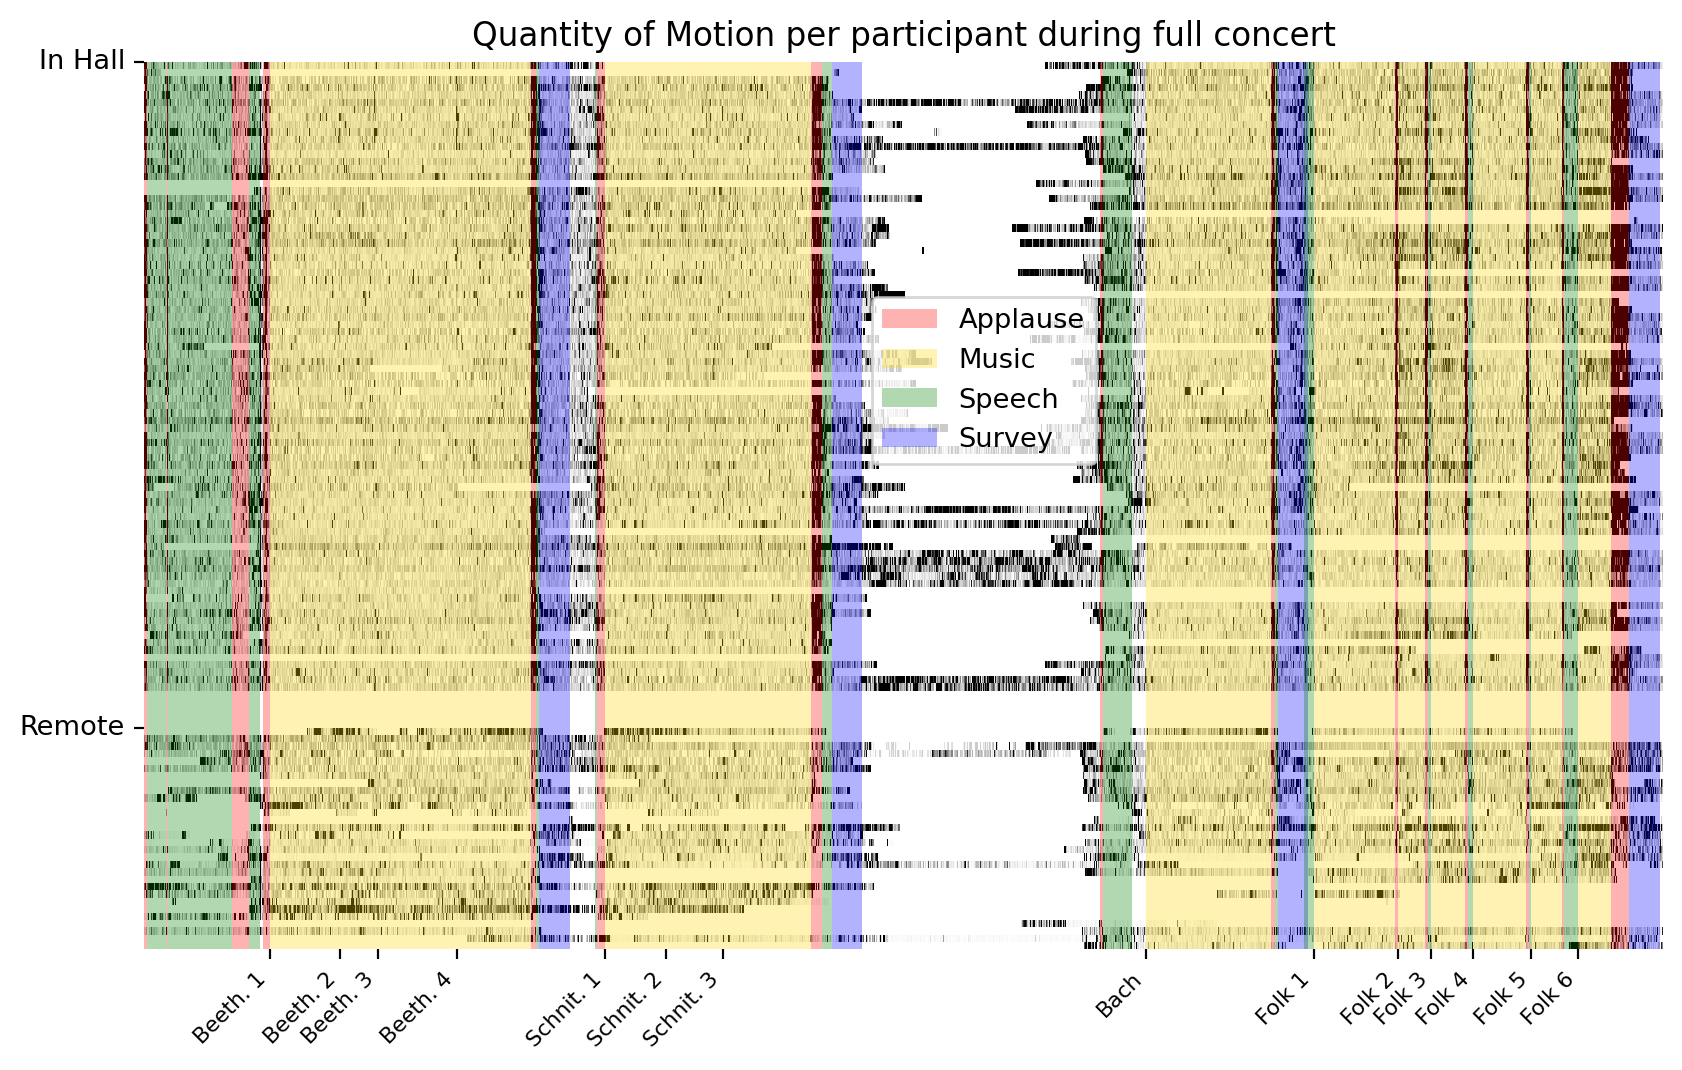 Quantity of Motion per participant during full concert
In Hall
Applause
Music
Speech
Survey
Remote
Beeth. 1
Beeth. 2
Beeth. 3
Beeth. 4
Schnit. 1
Schnit. 2
Schnit. 3
Bach
Folk 1
Folk 2
Folk 3
Folk 4
Folk 5
Folk 6